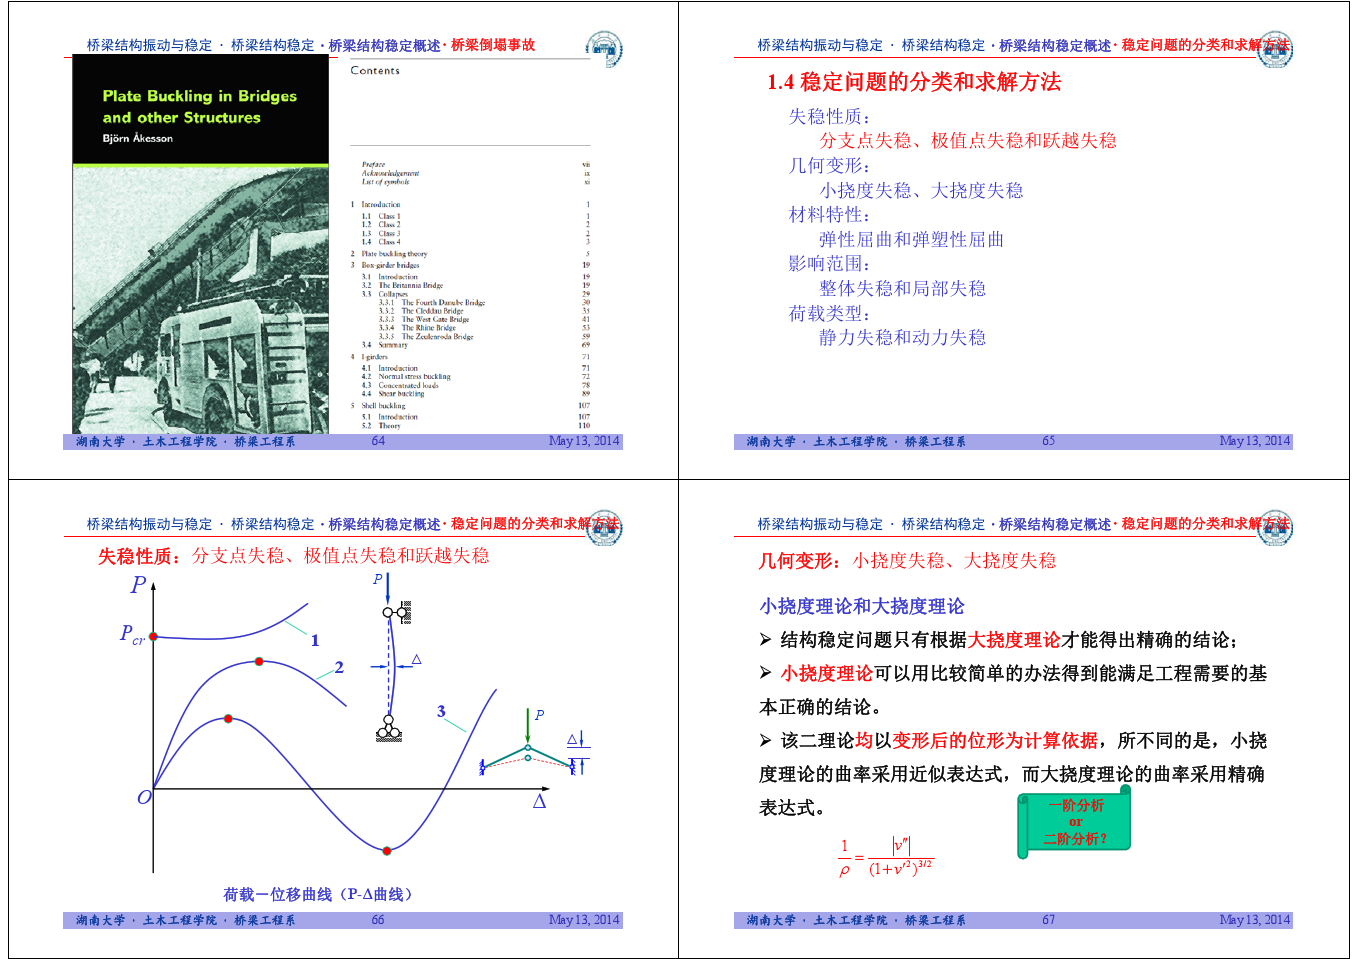 桥梁结构振动与稳定 · 桥梁结构稳定 · 桥梁结构稳定概述 · 桥梁倒塌事故
Plate Buckling in Bridges
and other Structures
Björn Åkesson
Contents
Preface vii
Acknowledgement ix
List of symbols xi
1 Introduction 1
1.1 Class 1 1
1.2 Class 2 2
1.3 Class 3 2
1.4 Class 4 3
2 Plate buckling theory 5
3 Box-girder bridges 19
3.1 Introduction 19
3.2 The Britannia Bridge 19
3.3 Collapses 29
3.3.1 The Fourth Danube Bridge 30
3.3.2 The Cleddau Bridge 35
3.3.3 The West Gate Bridge 41
3.3.4 The Rhine Bridge 53
3.3.5 The Zeulenroda Bridge 59
3.4 Summary 69
4 I-girders 71
4.1 Introduction 71
4.2 Normal stress buckling 72
4.3 Concentrated loads 78
4.4 Shear buckling 89
5 Shell buckling 107
5.1 Introduction 107
5.2 Theory 110
湖南大学 · 土木工程学院 · 桥梁工程系 64 May 13, 2014
桥梁结构振动与稳定 · 桥梁结构稳定 · 桥梁结构稳定概述 · 稳定问题的分类和求解方法
1.4 稳定问题的分类和求解方法
失稳性质：
分支点失稳、极值点失稳和跃越失稳
几何变形：
小挠度失稳、大挠度失稳
材料特性：
弹性屈曲和弹塑性屈曲
影响范围：
整体失稳和局部失稳
荷载类型：
静力失稳和动力失稳
湖南大学 · 土木工程学院 · 桥梁工程系 65 May 13, 2014
桥梁结构振动与稳定 · 桥梁结构稳定 · 桥梁结构稳定概述 · 稳定问题的分类和求解方法
失稳性质：分支点失稳、极值点失稳和跃越失稳
P
P
Pcr
1
△
2
3
P
△
O
Δ
荷载－位移曲线（P-Δ曲线）
湖南大学 · 土木工程学院 · 桥梁工程系 66 May 13, 2014
桥梁结构振动与稳定 · 桥梁结构稳定 · 桥梁结构稳定概述 · 稳定问题的分类和求解方法
几何变形：小挠度失稳、大挠度失稳
小挠度理论和大挠度理论
➢ 结构稳定问题只有根据大挠度理论才能得出精确的结论；
➢ 小挠度理论可以用比较简单的办法得到能满足工程需要的基
本正确的结论。
➢ 该二理论均以变形后的位形为计算依据，所不同的是，小挠
度理论的曲率采用近似表达式，而大挠度理论的曲率采用精确
表达式。
一阶分析
or
二阶分析？
1/ρ = |v″|/(1+v′²)^3/2
湖南大学 · 土木工程学院 · 桥梁工程系 67 May 13, 2014